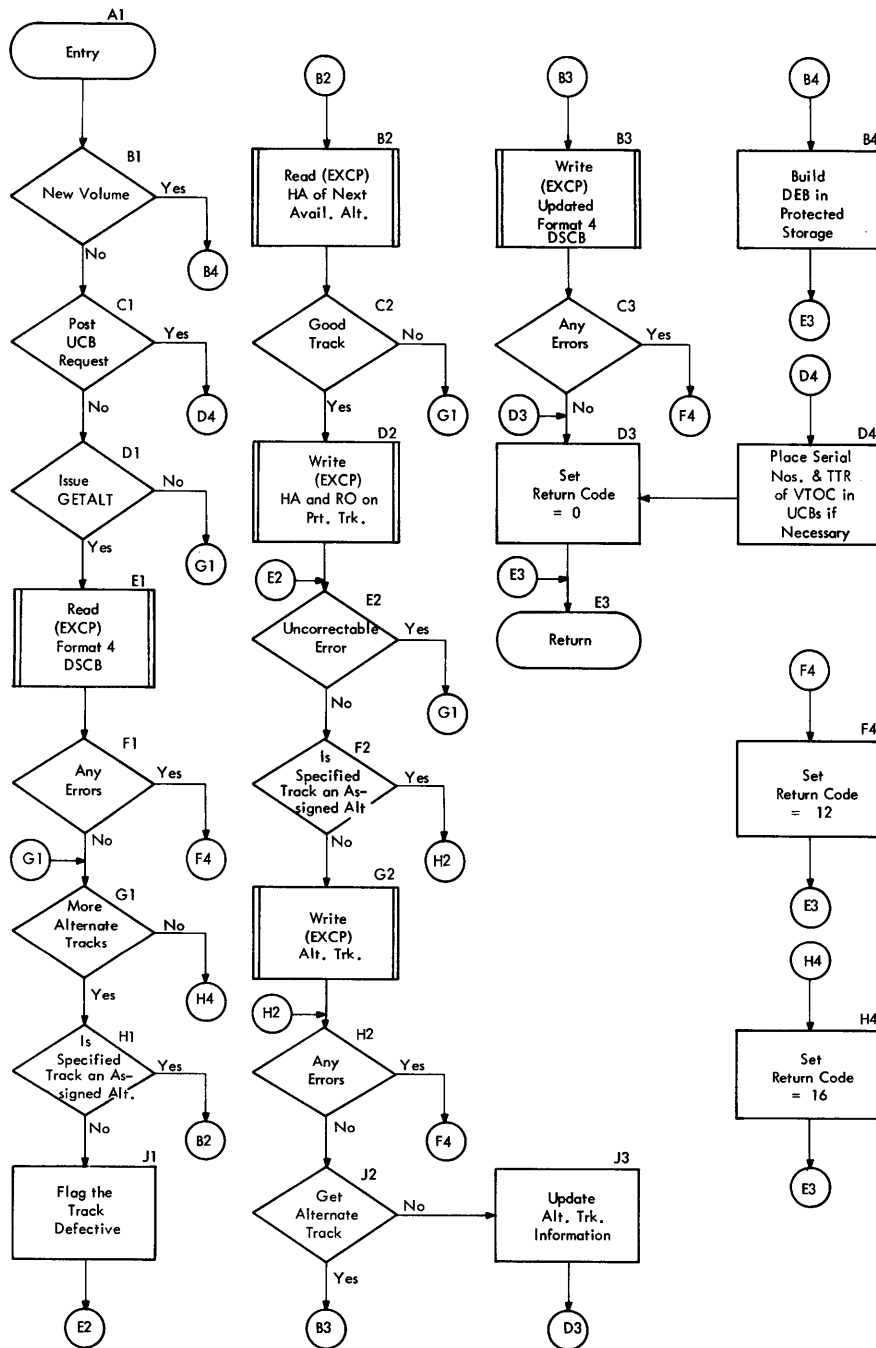 A1
Entry
B1
New Volume
Yes
B4
No
C1
Post
UCB
Request
Yes
D4
No
D1
Issue
GETALT
No
G1
Yes
E1
Read
(EXCP)
Format 4
DSCB
F1
Any
Errors
Yes
F4
No
G1
G1
More
Alternate
Tracks
No
H4
Yes
H1
Is
Specified
Track an As-
signed Alt.
Yes
B2
No
J1
Flag the
Track
Defective
E2
B2
B2
Read (EXCP)
HA of Next
Avail. Alt.
C2
Good
Track
No
G1
Yes
D2
Write
(EXCP)
HA and RO on
Prt. Trk.
E2
E2
Uncorrectable
Error
Yes
G1
No
F2
Is
Specified
Track an As-
signed Alt
Yes
H2
No
G2
Write
(EXCP)
Alt. Trk.
H2
H2
Any
Errors
Yes
F4
No
J2
Get
Alternate
Track
No
Yes
B3
B3
B3
Write
(EXCP)
Updated
Format 4
DSCB
C3
Any
Errors
Yes
F4
No
D3
D3
Set
Return Code
= 0
E3
E3
Return
J3
Update
Alt. Trk.
Information
D3
B4
B4
Build
DEB in
Protected
Storage
E3
D4
D4
Place Serial
Nos. & TTR
of VTOC in
UCBs if
Necessary
F4
F4
Set
Return Code
= 12
E3
H4
H4
Set
Return Code
= 16
E3